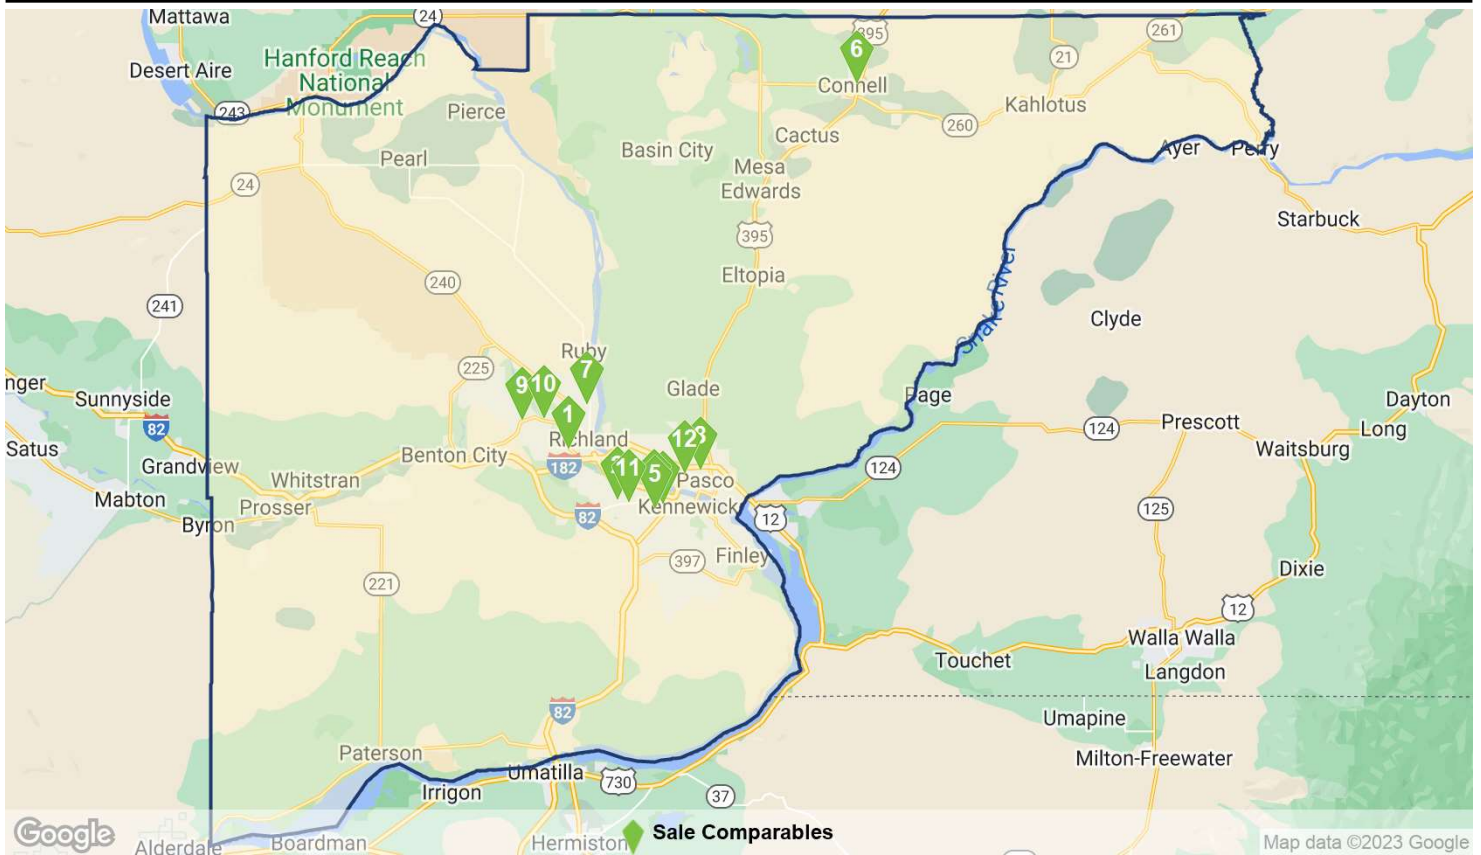 Mattawa
24
395
261
6
Hanford Reach
National
Monument
Desert Aire
21
Connell
Kahlotus
243
Pierce
260
Cactus
Basin City
Ayer
Perry
Pearl
Mesa
24
Edwards
Starbuck
395
Snake River
Eltopia
240
241
Clyde
Ruby
225
7
nger
9
10
Glade
Page
Dayton
Sunnyside
1
Prescott
82
124
Long
Richland
12
Satus
Benton City
Waitsburg
Grandview
182
11
124
5
Whitstran
Pasco
Mabton
Prosser
Kennewick
125
Byron
82
12
Finley
397
Dixie
221
12
Walla Walla
Touchet
Langdon
82
Umapine
Paterson
Milton-Freewater
Umatilla
730
Irrigon
37
Google
Sale Comparables
Alderdale
Boardman
Hermiston
Map data ©2023 Google